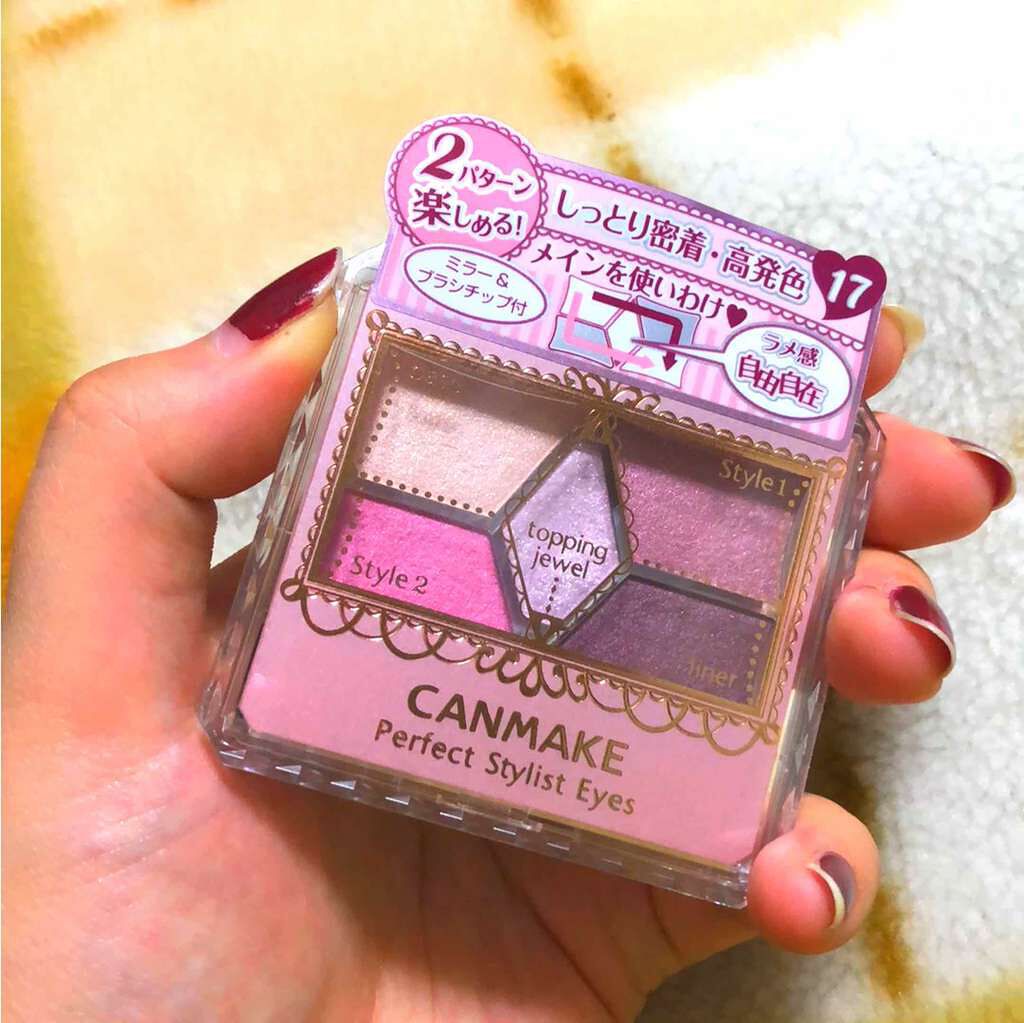 2パターン
楽しめる!
しっとり密着・高発色
17
メインを使いわけ♥
ミラー&
ブラシチップ付
ラメ感
自由自在
Style1
topping
jewel
Style 2
liner
CANMAKE
Perfect Stylist Eyes